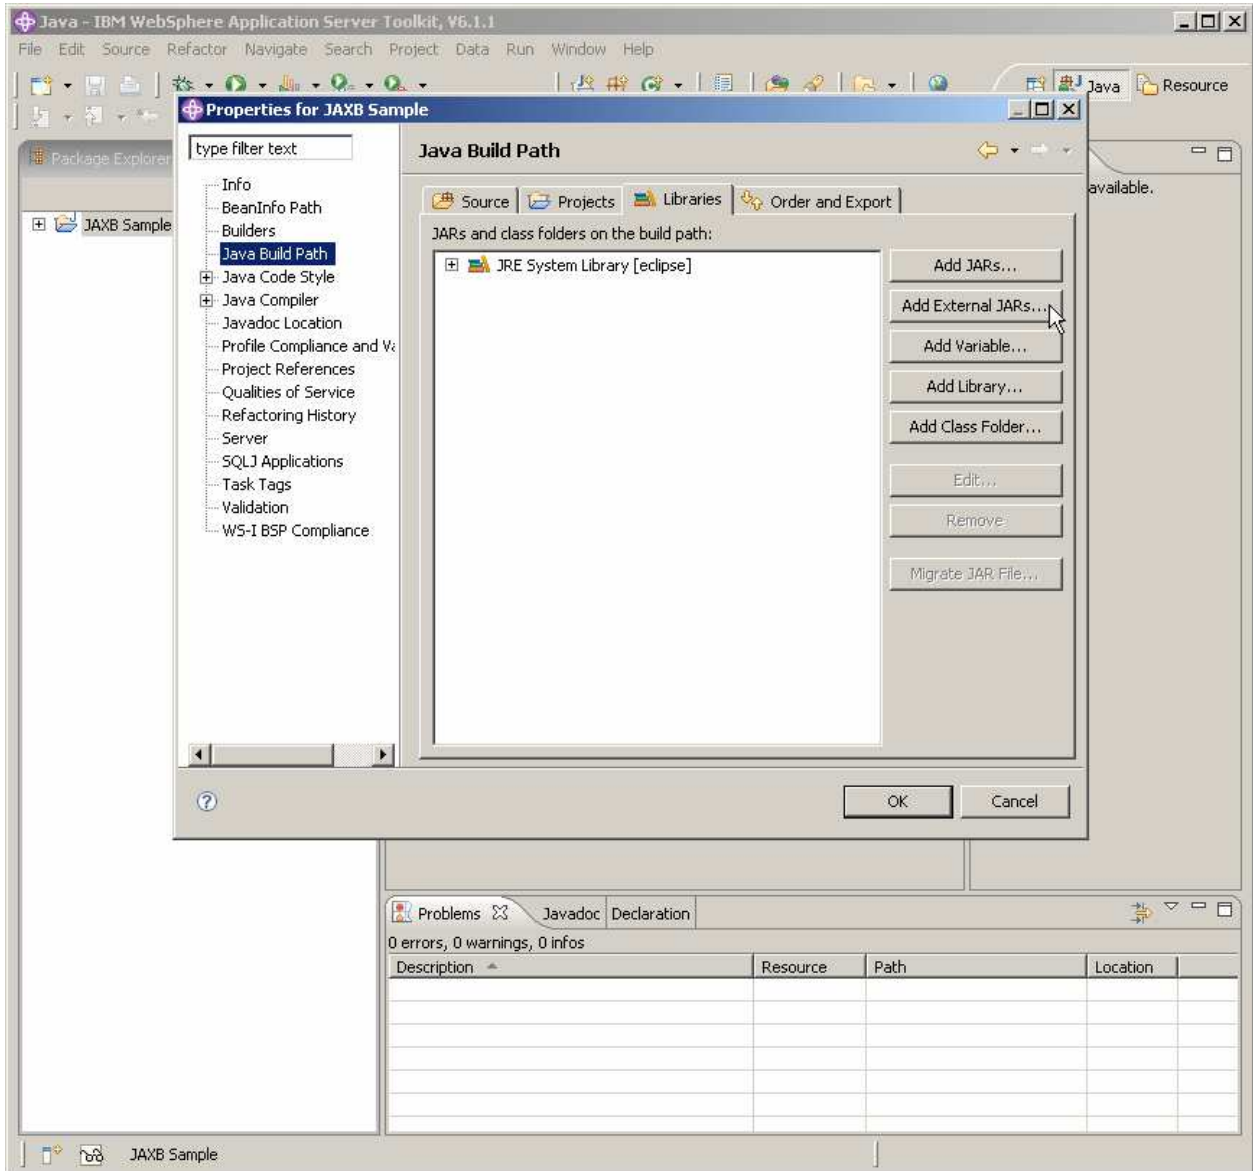 Java - IBM WebSphere Application Server Toolkit, V6.1.1
File Edit Source Refactor Navigate Search Project Data Run Window Help
Java Resource
Properties for JAXB Sample
Package Explorer
available.
JAXB Sample
type filter text
Info
BeanInfo Path
Builders
Java Build Path
Java Code Style
Java Compiler
Javadoc Location
Profile Compliance and Va
Project References
Qualities of Service
Refactoring History
Server
SQLJ Applications
Task Tags
Validation
WS-I BSP Compliance
Java Build Path
Source Projects Libraries Order and Export
JARs and class folders on the build path:
JRE System Library [eclipse]
Add JARs...
Add External JARs...
Add Variable...
Add Library...
Add Class Folder...
Edit...
Remove
Migrate JAR File...
OK Cancel
Problems Javadoc Declaration
0 errors, 0 warnings, 0 infos
Description Resource Path Location
JAXB Sample